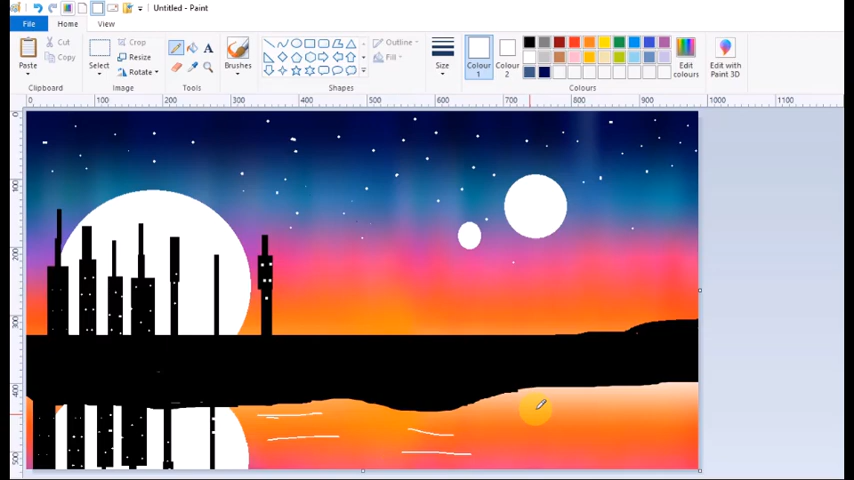 Untitled - Paint
File Home View
Paste Cut Copy Select Crop Resize Rotate A Brushes Outline Fill Size Colour 1 Colour 2 Edit colours Edit with Paint 3D
Clipboard Image Tools Shapes Colours
0 100 200 300 400 500 600 700 800 900 1000 1100
0
100
200
300
400
500